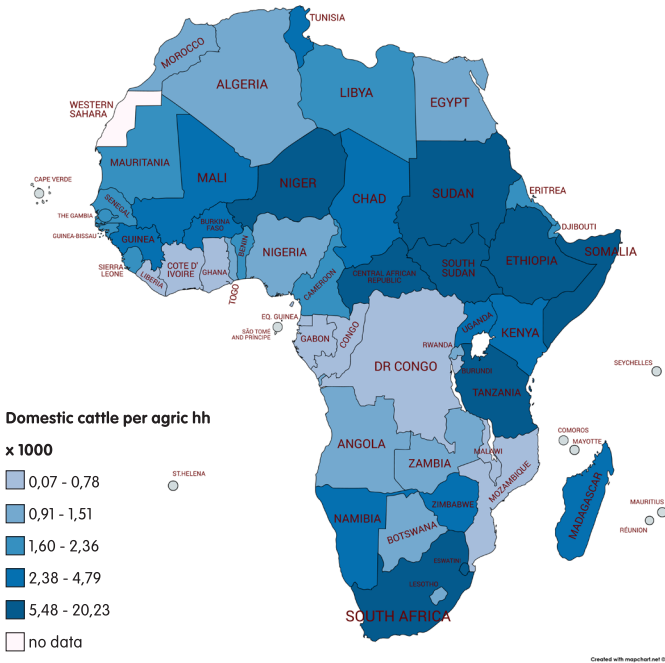 TUNISIA
MOROCCO
ALGERIA
LIBYA
EGYPT
WESTERN
SAHARA
MAURITANIA
MALI
NIGER
CHAD
SUDAN
ERITREA
CAPE VERDE
SENEGAL
THE GAMBIA
GUINEA-BISSAU
GUINEA
BURKINA
FASO
BENIN
NIGERIA
DJIBOUTI
SOMALIA
ETHIOPIA
SOUTH
SUDAN
CENTRAL AFRICAN
REPUBLIC
CAMEROON
SIERRA
LEONE
LIBERIA
COTE D'
IVOIRE
GHANA
TOGO
EQ. GUINEA
SÃO TOMÉ
AND PRÍNCIPE
GABON
CONGO
DR CONGO
UGANDA
KENYA
RWANDA
BURUNDI
TANZANIA
SEYCHELLES
Domestic cattle per agric hh
x 1000
0,07 - 0,78
0,91 - 1,51
1,60 - 2,36
2,38 - 4,79
5,48 - 20,23
no data
ST.HELENA
ANGOLA
ZAMBIA
MALAWI
MOZAMBIQUE
COMOROS
MAYOTTE
MADAGASCAR
MAURITIUS
RÉUNION
ZIMBABWE
NAMIBIA
BOTSWANA
ESWATINI
LESOTHO
SOUTH AFRICA
Created with mapchart.net ©